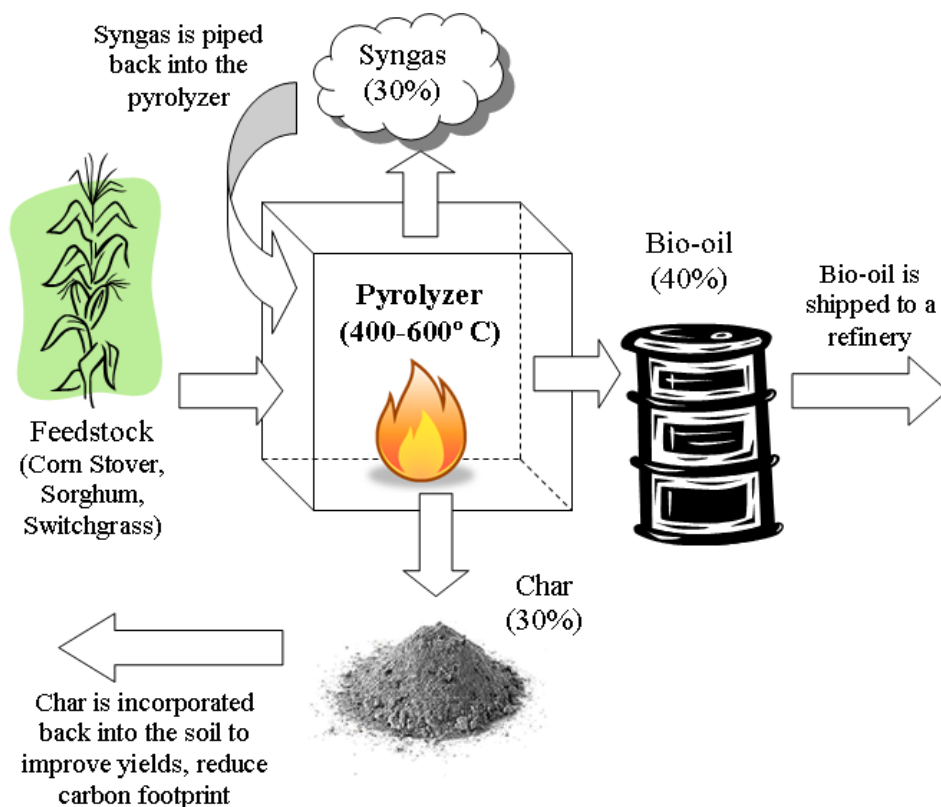 Syngas is piped
back into the
pyrolyzer
Syngas
(30%)
Feedstock
(Corn Stover,
Sorghum,
Switchgrass)
Pyrolyzer
(400-600º C)
Bio-oil
(40%)
Bio-oil is
shipped to a
refinery
Char
(30%)
Char is incorporated
back into the soil to
improve yields, reduce
carbon footprint